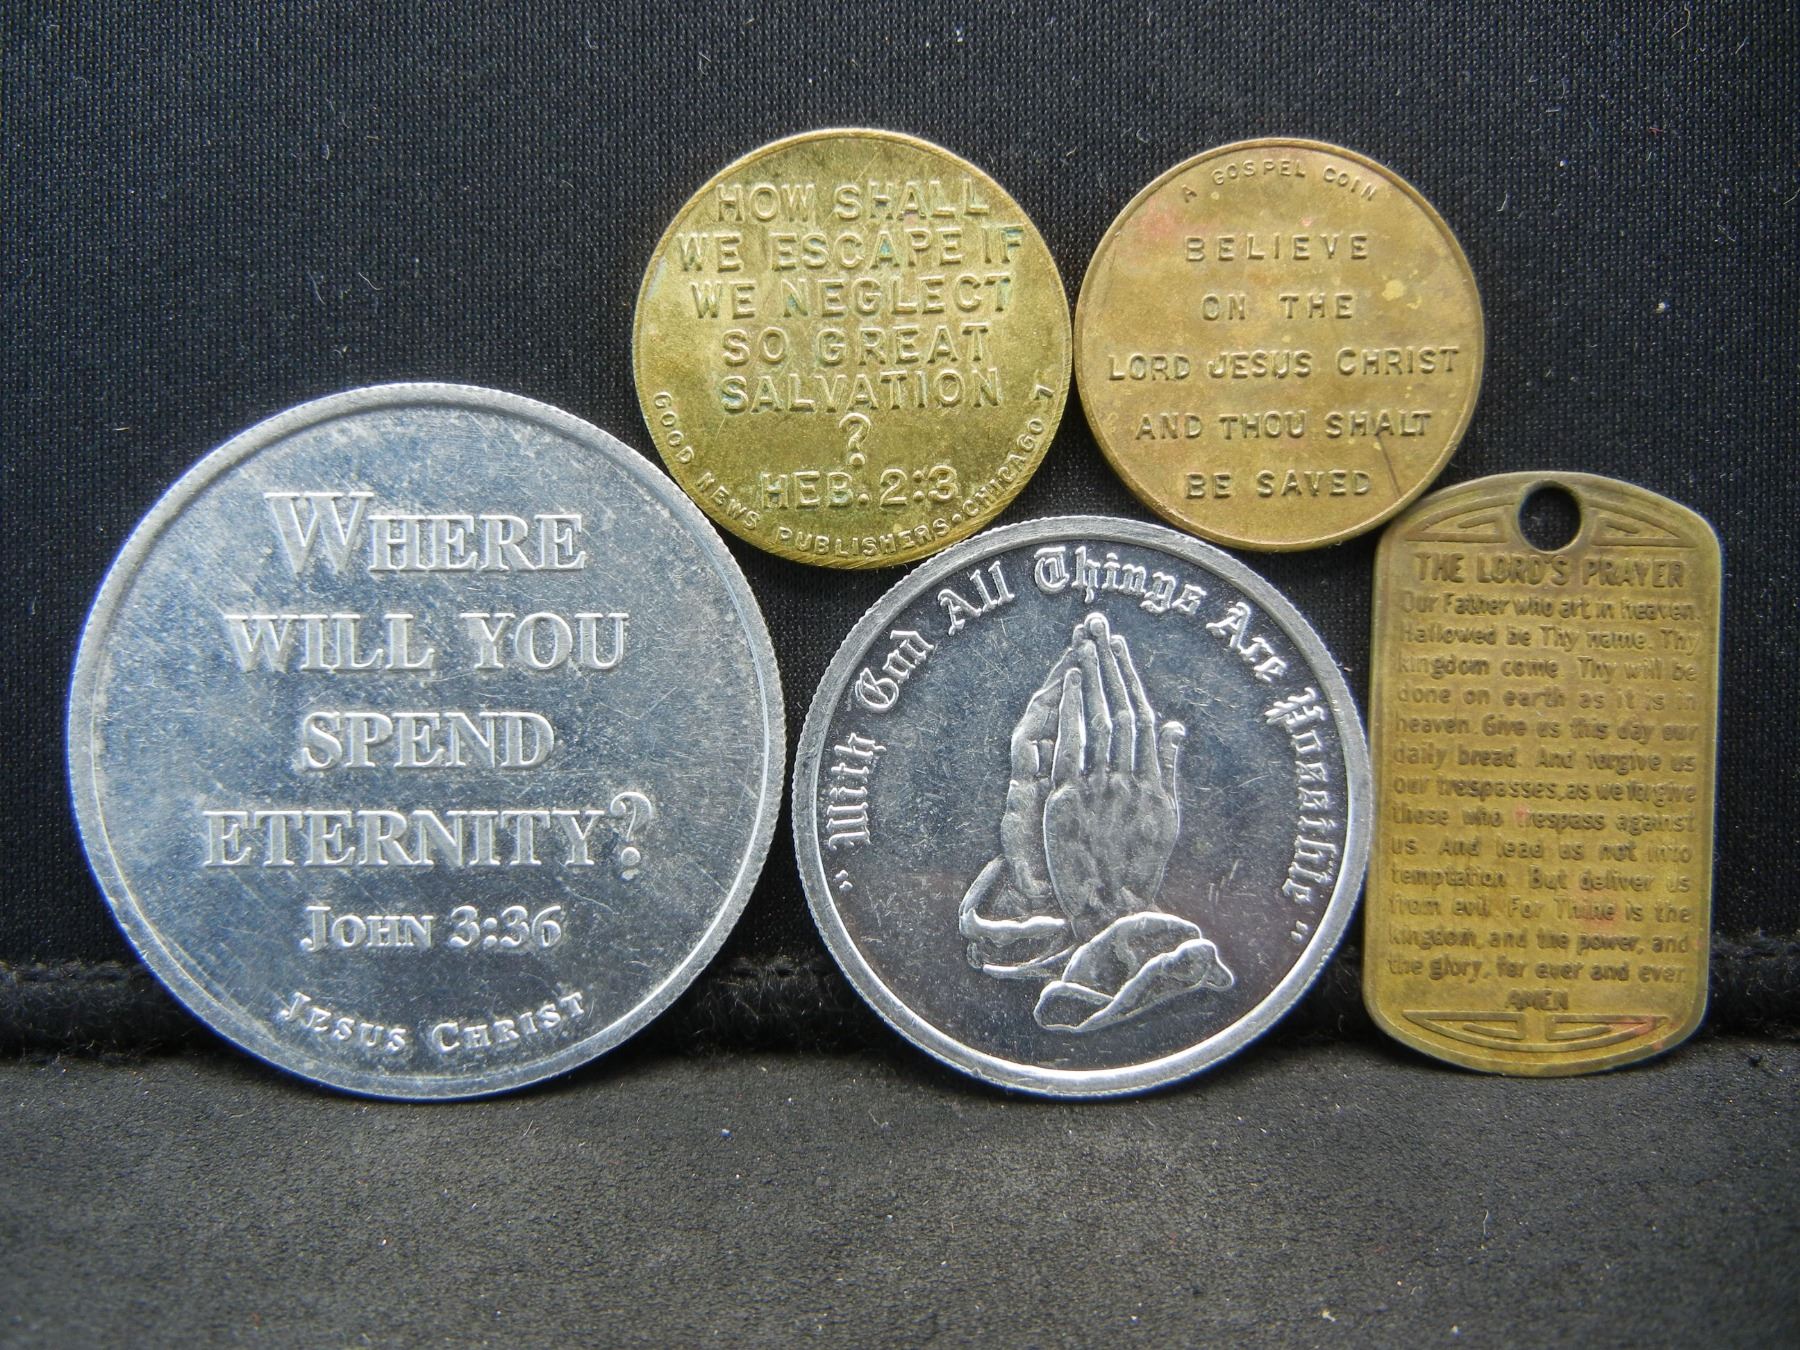 HOW SHALL
WE ESCAPE IF
WE NEGLECT
SO GREAT
SALVATION
?
HEB. 2:3
GOOD NEWS PUBLISHERS • CHICAGO 7
A GOSPEL COIN
BELIEVE
ON THE
LORD JESUS CHRIST
AND THOU SHALT
BE SAVED
WHERE
WILL YOU
SPEND
ETERNITY?
JOHN 3:36
JESUS CHRIST
"With God All Things Are Possible"
THE LORD'S PRAYER
Our Father who art in heaven.
Hallowed be Thy name. Thy
kingdom come. Thy will be
done on earth as it is in
heaven. Give us this day our
daily bread. And forgive us
our trespasses, as we forgive
those who trespass against
us. And lead us not into
temptation. But deliver us
from evil. For Thine is the
kingdom, and the power, and
the glory, for ever and ever.
AMEN